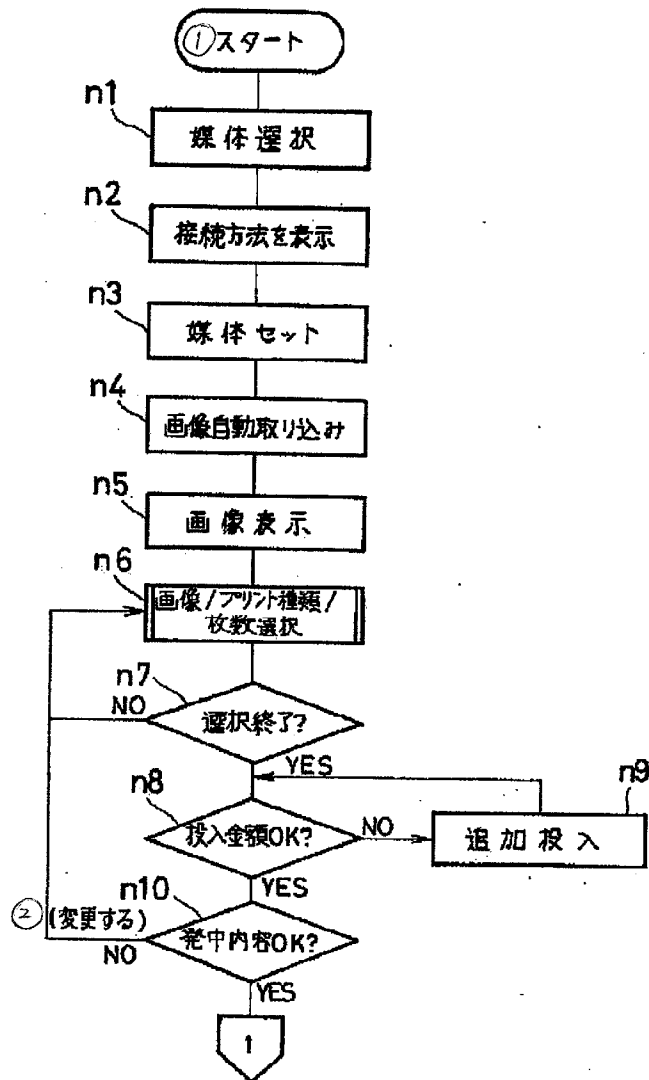 ①スタート
n1
媒体選択
n2
接続方法を表示
n3
媒体セット
n4
画像自動取り込み
n5
画像表示
n6
画像/プリント種類/
枚数選択
n7
NO
選択終了?
YES
n8
投入金額OK?
NO
n9
追加投入
YES
n10
②(変更する)
NO
発中内容OK?
YES
1